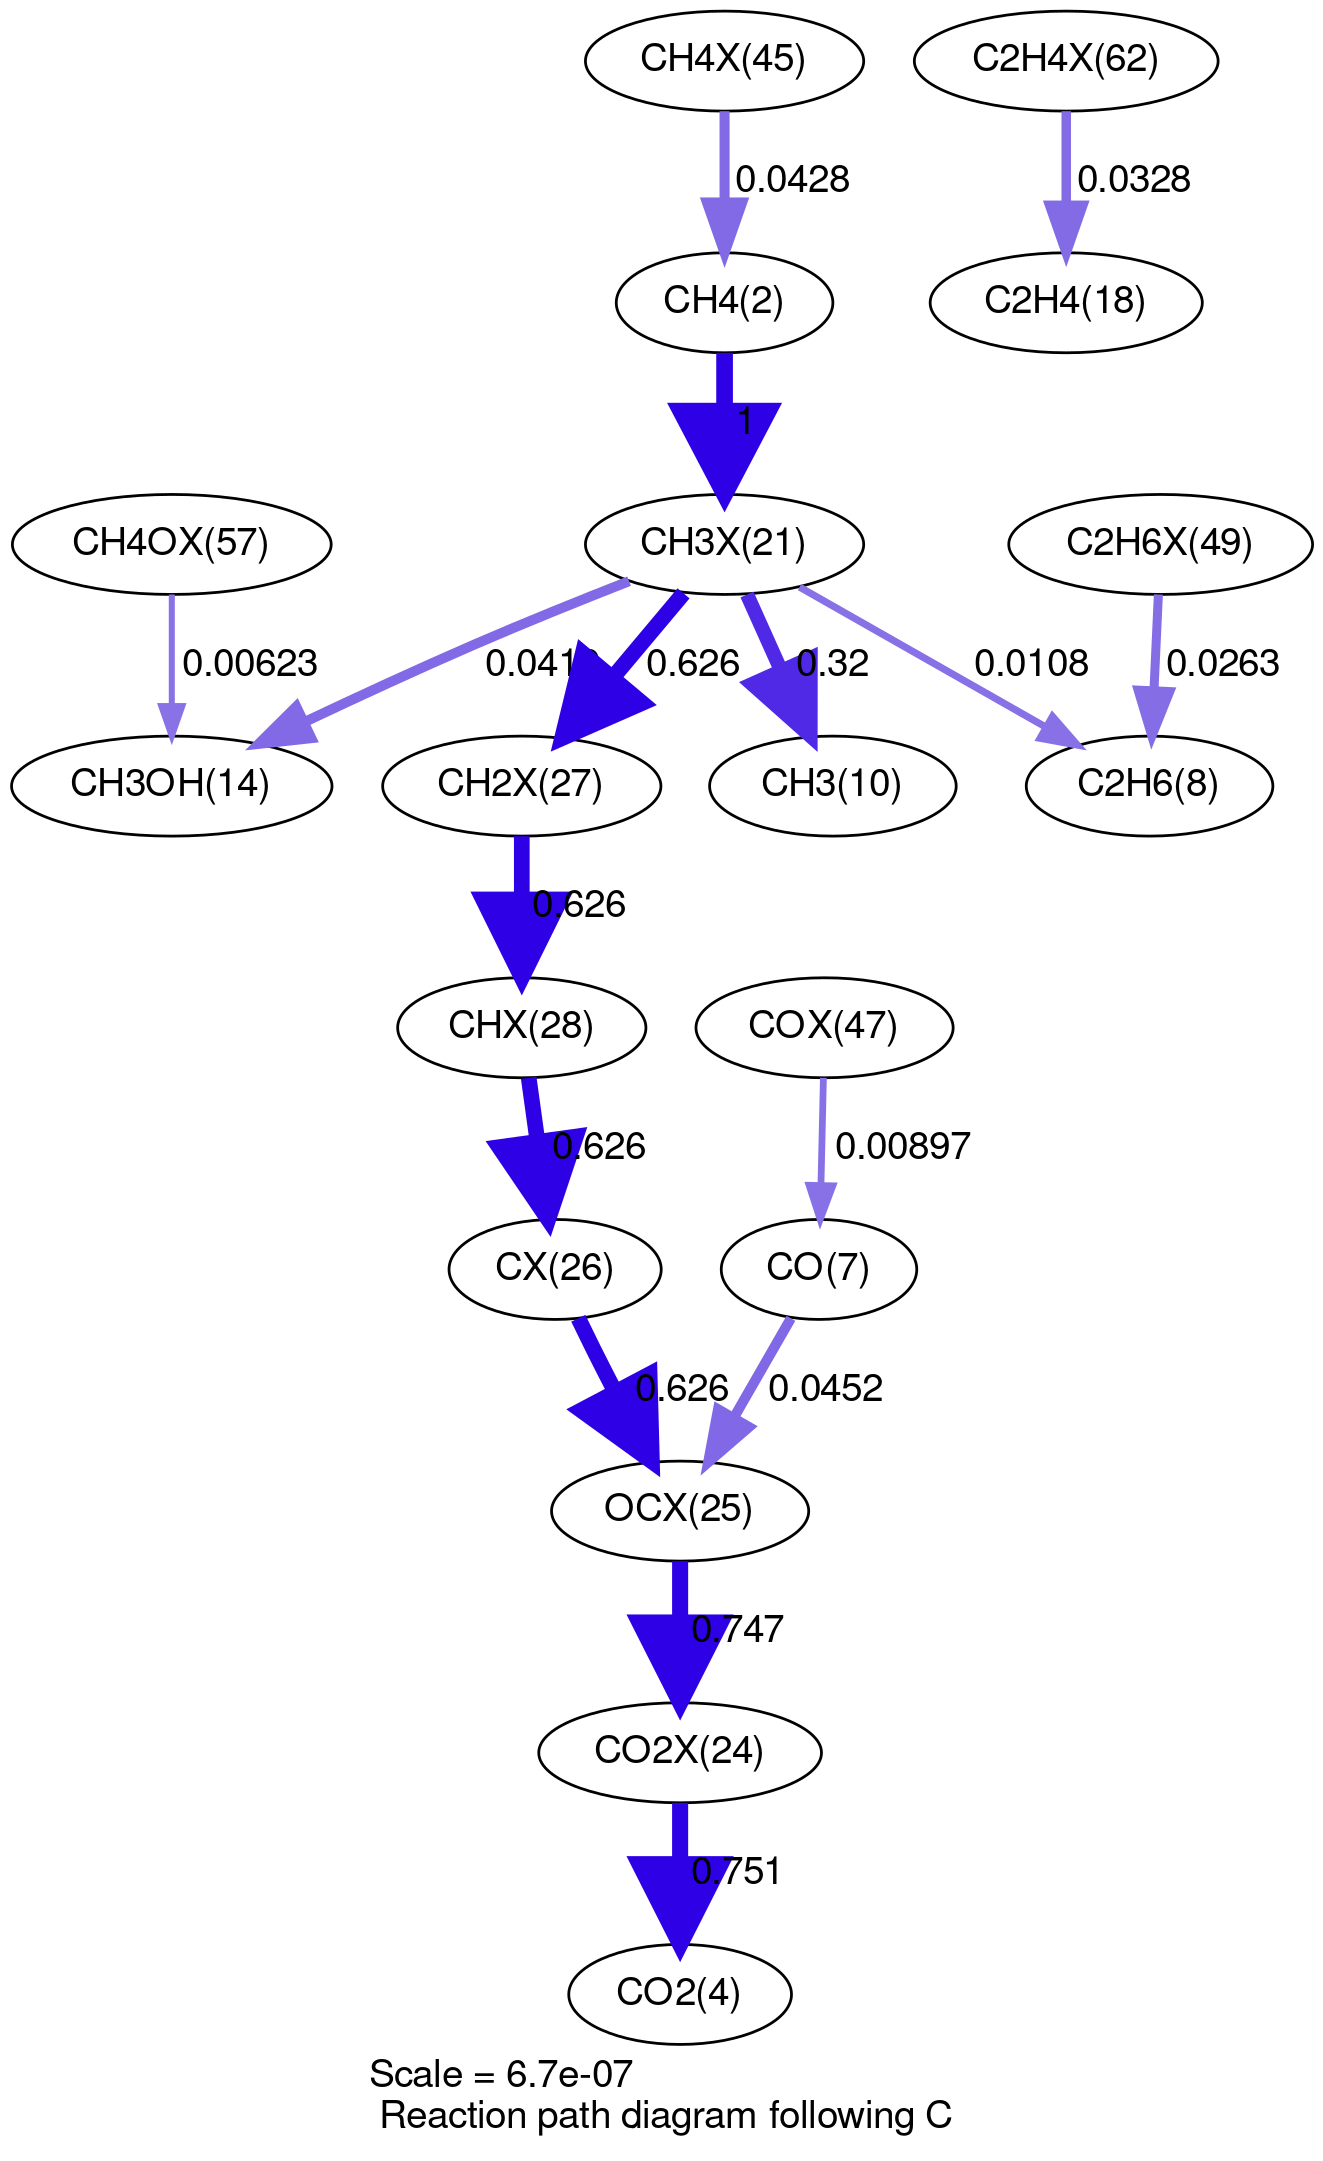 CH4X(45)
C2H4X(62)
0.0428
0.0328
CH4(2)
C2H4(18)
1
CH4OX(57)
CH3X(21)
C2H6X(49)
0.00623
0.626
0.32
0.0108
0.0263
CH3OH(14)
CH2X(27)
CH3(10)
C2H6(8)
0.626
CHX(28)
COX(47)
0.626
0.00897
CX(26)
CO(7)
0.626
0.0452
OCX(25)
0.747
CO2X(24)
0.751
CO2(4)
Scale = 6.7e-07
Reaction path diagram following C